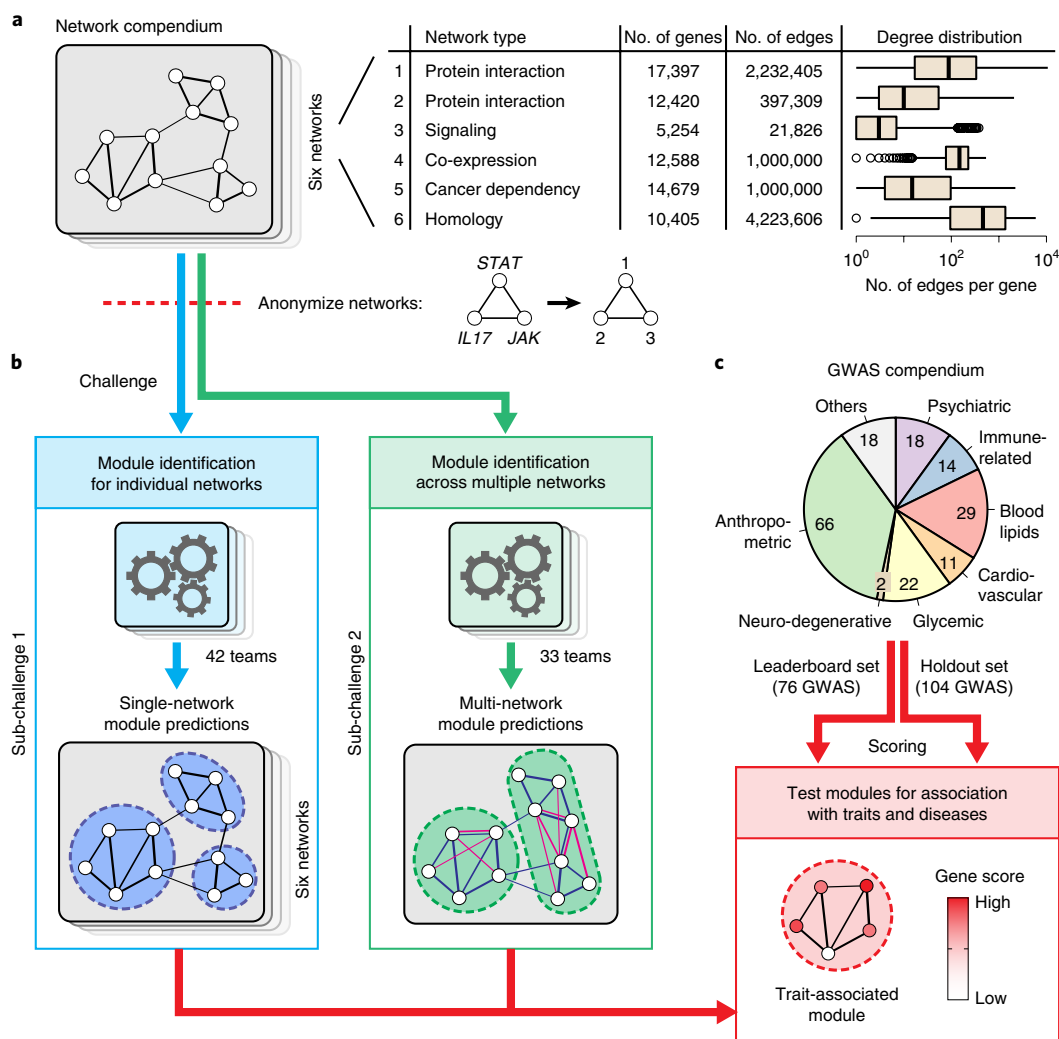 a
Network compendium
Six networks
Network type No. of genes No. of edges Degree distribution
1 Protein interaction 17,397 2,232,405
2 Protein interaction 12,420 397,309
3 Signaling 5,254 21,826
4 Co-expression 12,588 1,000,000
5 Cancer dependency 14,679 1,000,000
6 Homology 10,405 4,223,606
10⁰ 10² 10⁴
No. of edges per gene
Anonymize networks:
STAT
IL17 JAK
1
2 3
b
Challenge
Sub-challenge 1
Module identification
for individual networks
42 teams
Single-network
module predictions
Six networks
Sub-challenge 2
Module identification
across multiple networks
33 teams
Multi-network
module predictions
c
GWAS compendium
Others
18
Psychiatric
18
Immune-
related
14
Blood
lipids
29
Cardio-
vascular
11
Glycemic
22
Neuro-degenerative
2
Anthropo-
metric
66
Leaderboard set
(76 GWAS)
Holdout set
(104 GWAS)
Scoring
Test modules for association
with traits and diseases
Gene score
High
Low
Trait-associated
module